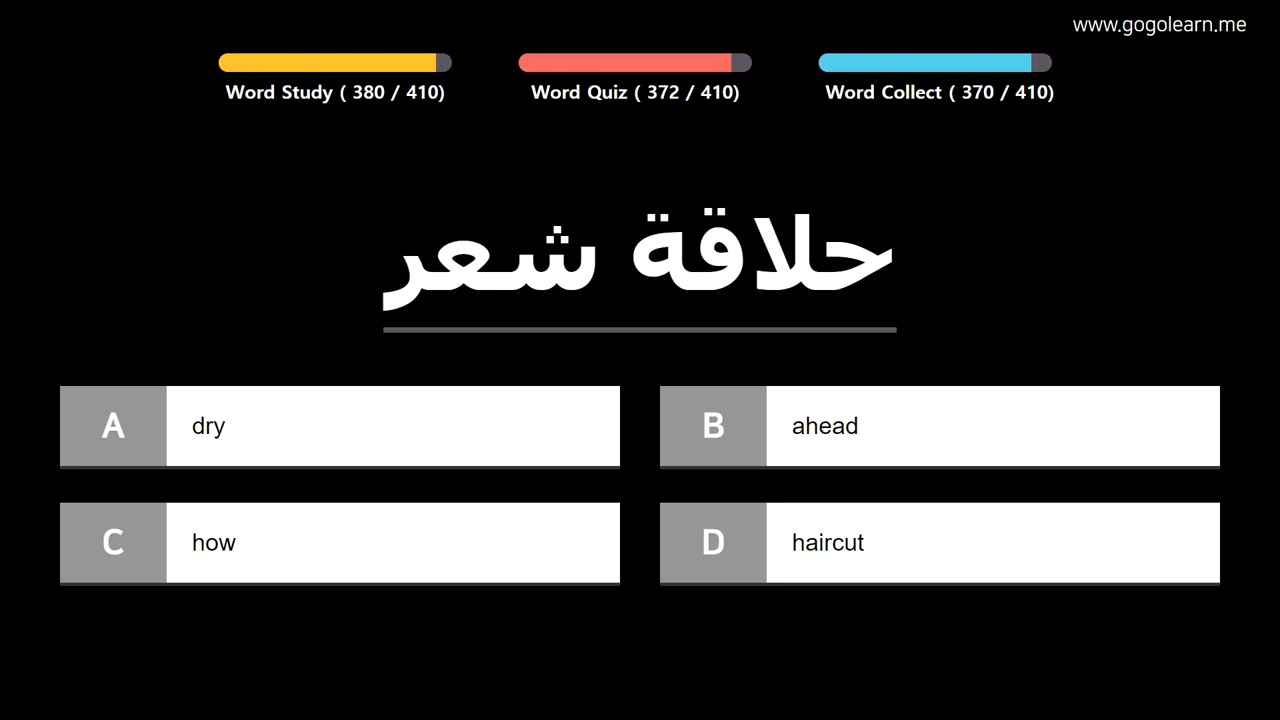 www.gogolearn.me
Word Study ( 380 / 410)
Word Quiz ( 372 / 410)
Word Collect ( 370 / 410)
حلاقة شعر
A dry
B ahead
C how
D haircut